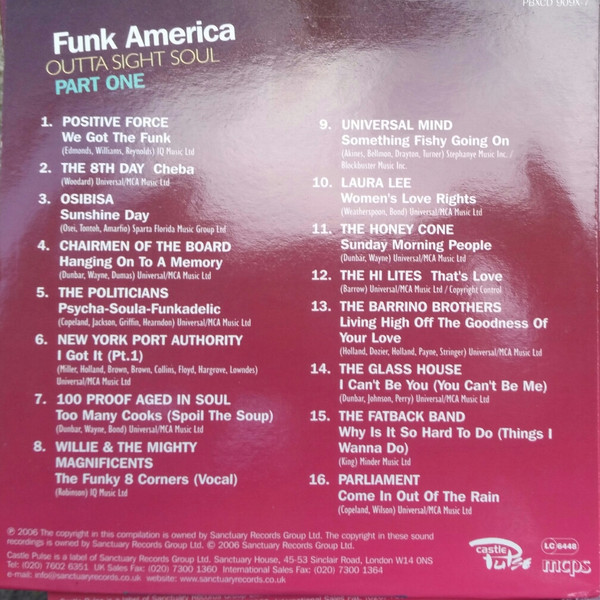 Funk America
OUTTA SIGHT SOUL
PART ONE
1. POSITIVE FORCE
We Got The Funk
(Edmonds, Williams, Reynolds) IQ Music Ltd
2. THE 8TH DAY Cheba
(Woodard) Universal/MCA Music Ltd
3. OSIBISA
Sunshine Day
(Osei, Tontoh, Amarfio) Sparta Florida Music Group Ltd
4. CHAIRMEN OF THE BOARD
Hanging On To A Memory
(Dunbar, Wayne, Dumas) Universal/MCA Music Ltd
5. THE POLITICIANS
Psycha-Soula-Funkadelic
(Copeland, Jackson, Griffin, Hearndon) Universal/MCA Music Ltd
6. NEW YORK PORT AUTHORITY
I Got It (Pt.1)
(Miller, Holland, Brown, Brown, Collins, Floyd, Hargrove, Lowndes)
Universal/MCA Music Ltd
7. 100 PROOF AGED IN SOUL
Too Many Cooks (Spoil The Soup)
(Dunbar, Wayne, Bond) Universal/MCA Music Ltd
8. WILLIE & THE MIGHTY
MAGNIFICENTS
The Funky 8 Corners (Vocal)
(Robinson) IQ Music Ltd
9. UNIVERSAL MIND
Something Fishy Going On
(Akines, Bellmon, Drayton, Turner) Stephanye Music Inc. /
Blockbuster Music Inc.
10. LAURA LEE
Women's Love Rights
(Weatherspoon, Bond) Universal/MCA Music Ltd
11. THE HONEY CONE
Sunday Morning People
(Dunbar, Wayne) Universal/MCA Music Ltd
12. THE HI LITES That's Love
(Barrow) Universal/MCA Music Ltd / Copyright Control
13. THE BARRINO BROTHERS
Living High Off The Goodness Of
Your Love
(Holland, Dozier, Holland, Payne, Stringer) Universal/MCA Music Ltd
14. THE GLASS HOUSE
I Can't Be You (You Can't Be Me)
(Dunbar, Johnson, Perry) Universal/MCA Music Ltd
15. THE FATBACK BAND
Why Is It So Hard To Do (Things I
Wanna Do)
(King) Minder Music Ltd
16. PARLIAMENT
Come In Out Of The Rain
(Copeland, Wilson) Universal/MCA Music Ltd
℗ 2006 The copyright in this compilation is owned by Sanctuary Records Group Ltd. The copyright in these sound
recordings is owned by Sanctuary Records Group Ltd. © 2006 Sanctuary Records Group Ltd.
Castle Pulse is a label of Sanctuary Records Group Ltd. Sanctuary House, 45-53 Sinclair Road, London W14 0NS
Tel: (020) 7602 6351 UK Sales Fax: (020) 7300 1360 International Sales Fax: (020) 7300 1364
e-mail: info@sanctuaryrecords.co.uk website: www.sanctuaryrecords.co.uk
castle
Pulse
LC 6448
mcps